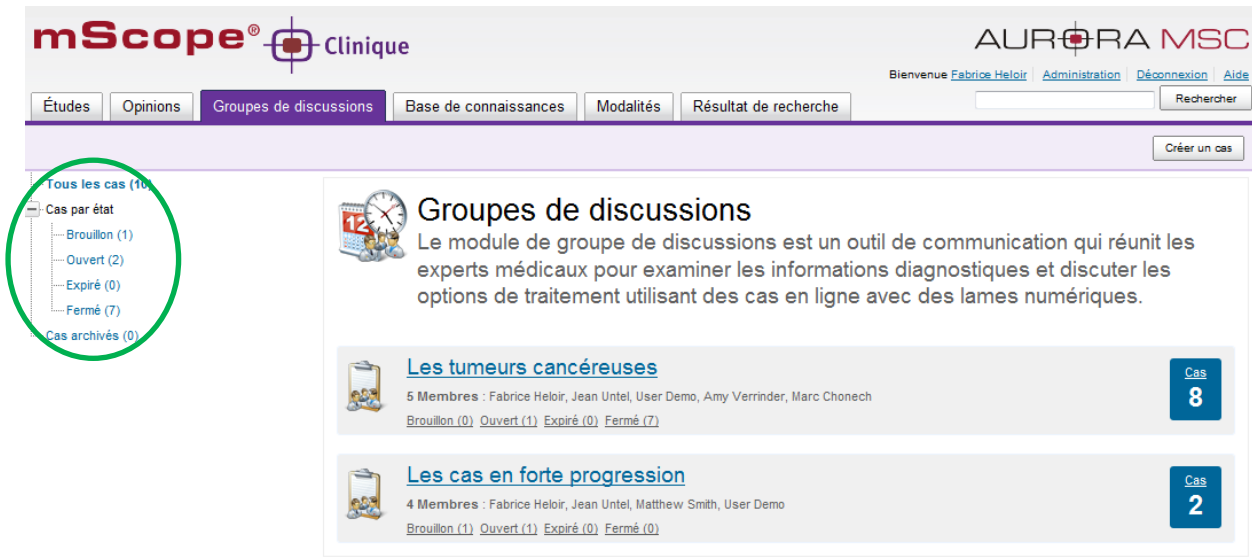 mScope® Clinique
AURORA MSC
Bienvenue Fabrice Heloir Administration Déconnexion Aide
Études Opinions Groupes de discussions Base de connaissances Modalités Résultat de recherche
Rechercher
Créer un cas
Tous les cas (10)
Cas par état
Brouillon (1)
Ouvert (2)
Expiré (0)
Fermé (7)
Cas archivés (0)
Groupes de discussions
Le module de groupe de discussions est un outil de communication qui réunit les
experts médicaux pour examiner les informations diagnostiques et discuter les
options de traitement utilisant des cas en ligne avec des lames numériques.
Les tumeurs cancéreuses
5 Membres : Fabrice Heloir, Jean Untel, User Demo, Amy Verrinder, Marc Chonech
Brouillon (0) Ouvert (1) Expiré (0) Fermé (7)
Cas
8
Les cas en forte progression
4 Membres : Fabrice Heloir, Jean Untel, Matthew Smith, User Demo
Brouillon (1) Ouvert (1) Expiré (0) Fermé (0)
Cas
2
12